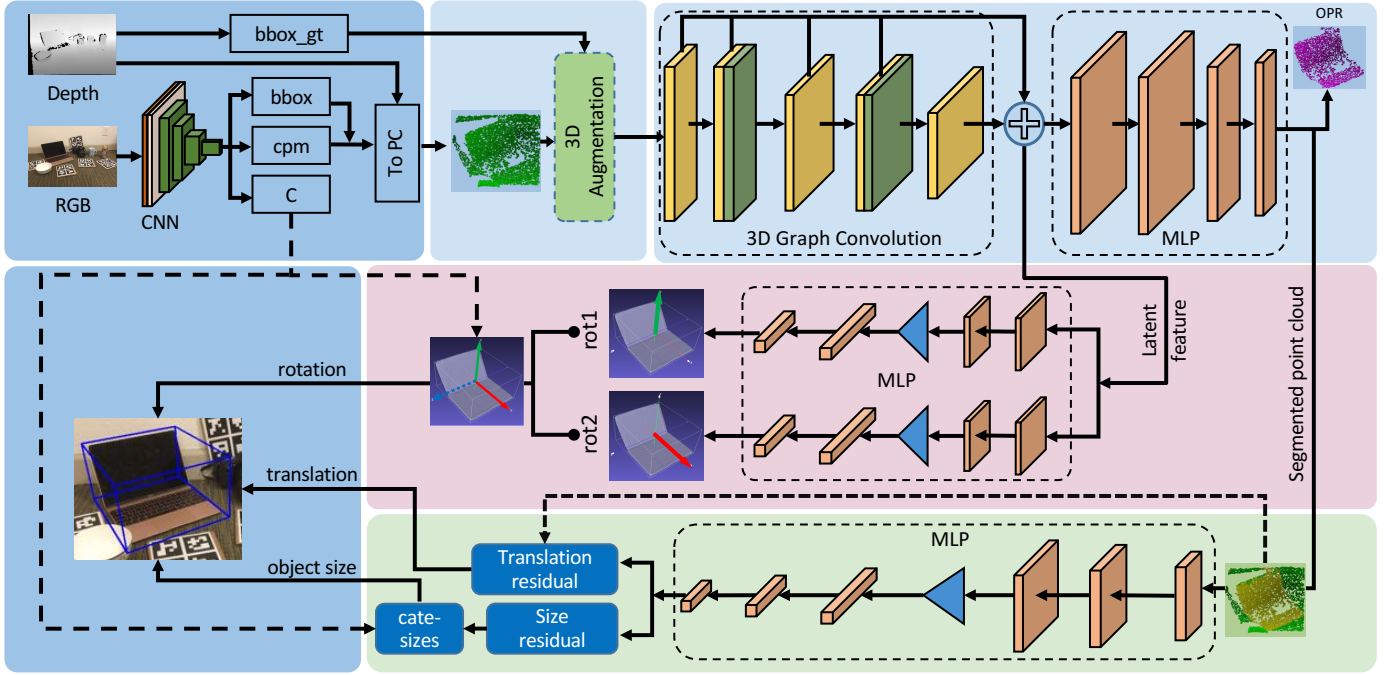 OPR
bbox_gt
Depth
bbox
cpm
C
To PC
RGB
CNN
3D
Augmentation
3D Graph Convolution
MLP
Latent
feature
Segmented point cloud
rot1
rot2
MLP
rotation
translation
object size
Translation
residual
Size
residual
cate-
sizes
MLP